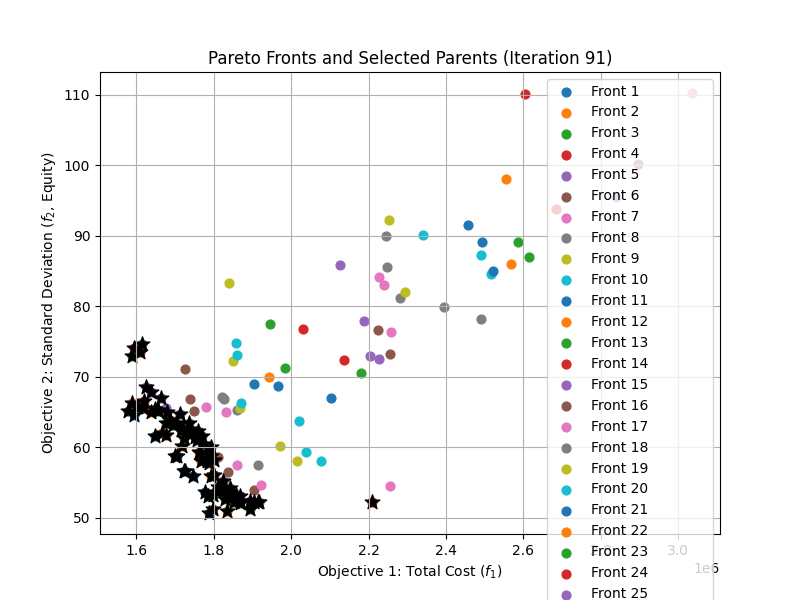 Pareto Fronts and Selected Parents (Iteration 91)
Objective 2: Standard Deviation (f2, Equity)
110
100
90
80
70
60
50
1.6
1.8
2.0
2.2
2.4
2.6
3.0
1e6
Objective 1: Total Cost (f1)
Front 1
Front 2
Front 3
Front 4
Front 5
Front 6
Front 7
Front 8
Front 9
Front 10
Front 11
Front 12
Front 13
Front 14
Front 15
Front 16
Front 17
Front 18
Front 19
Front 20
Front 21
Front 22
Front 23
Front 24
Front 25